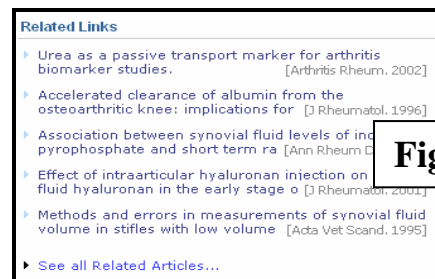 Related Links
Urea as a passive transport marker for arthritis
biomarker studies. [Arthritis Rheum. 2002]
Accelerated clearance of albumin from the
osteoarthritic knee: implications for [J Rheumatol. 1996]
Association between synovial fluid levels of
pyrophosphate and short term ra [Ann Rheum
Effect of intraarticular hyaluronan injection on
fluid hyaluronan in the early stage o [J Rheumatol. 2001]
Methods and errors in measurements of synovial fluid
volume in stifles with low volume [Acta Vet Scand. 1995]
See all Related Articles...